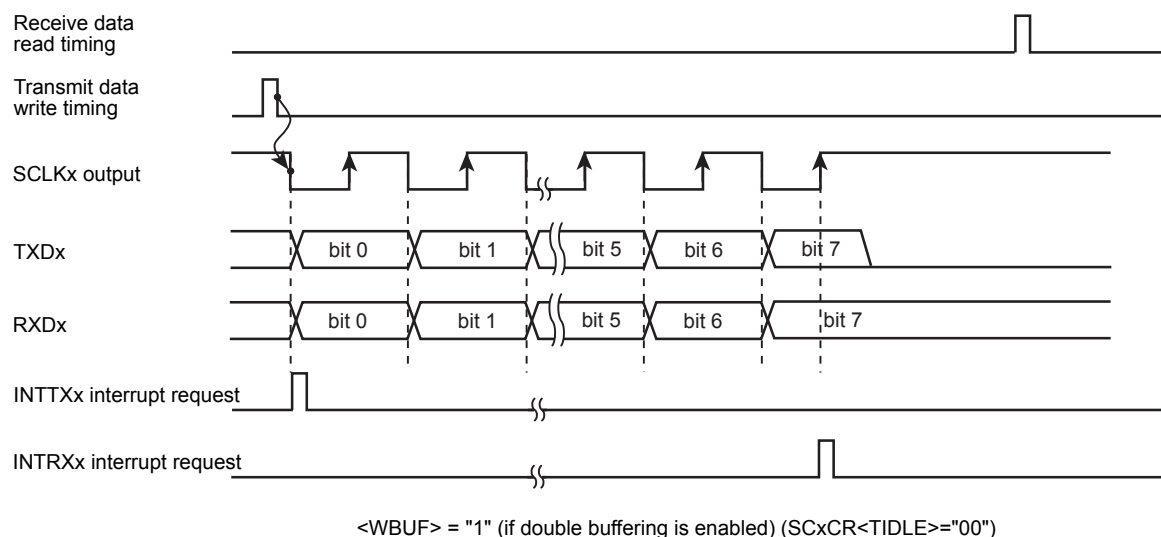 Receive data
read timing
Transmit data
write timing
SCLKx output
TXDx
bit 0
bit 1
bit 5
bit 6
bit 7
RXDx
bit 0
bit 1
bit 5
bit 6
bit 7
INTTXx interrupt request
INTRXx interrupt request
<WBUF> = "1" (if double buffering is enabled) (SCxCR<TIDLE>="00")